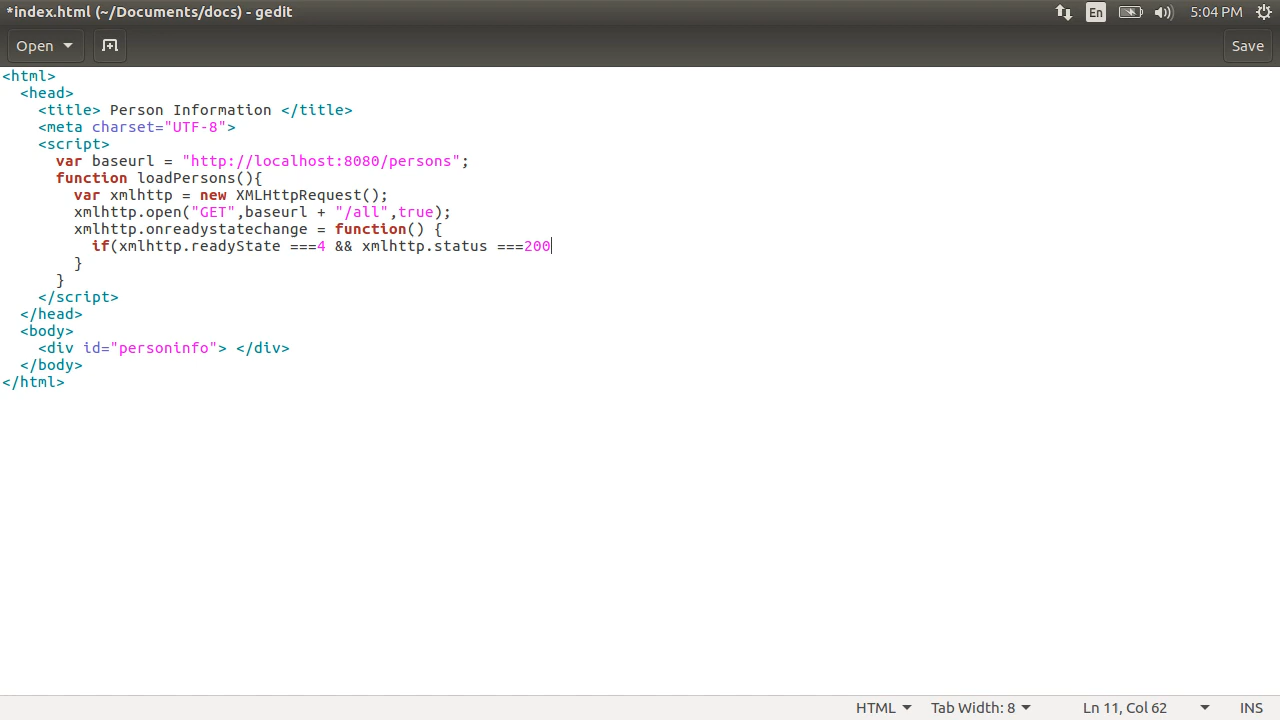 *index.html (~/Documents/docs) - gedit
En
5:04 PM
Open
Save
<html>
  <head>
    <title> Person Information </title>
    <meta charset="UTF-8">
    <script>
      var baseurl = "http://localhost:8080/persons";
      function loadPersons(){
        var xmlhttp = new XMLHttpRequest();
        xmlhttp.open("GET",baseurl + "/all",true);
        xmlhttp.onreadystatechange = function() {
          if(xmlhttp.readyState ===4 && xmlhttp.status ===200
        }
      }
    </script>
  </head>
  <body>
    <div id="personinfo"> </div>
  </body>
</html>
HTML
Tab Width: 8
Ln 11, Col 62
INS